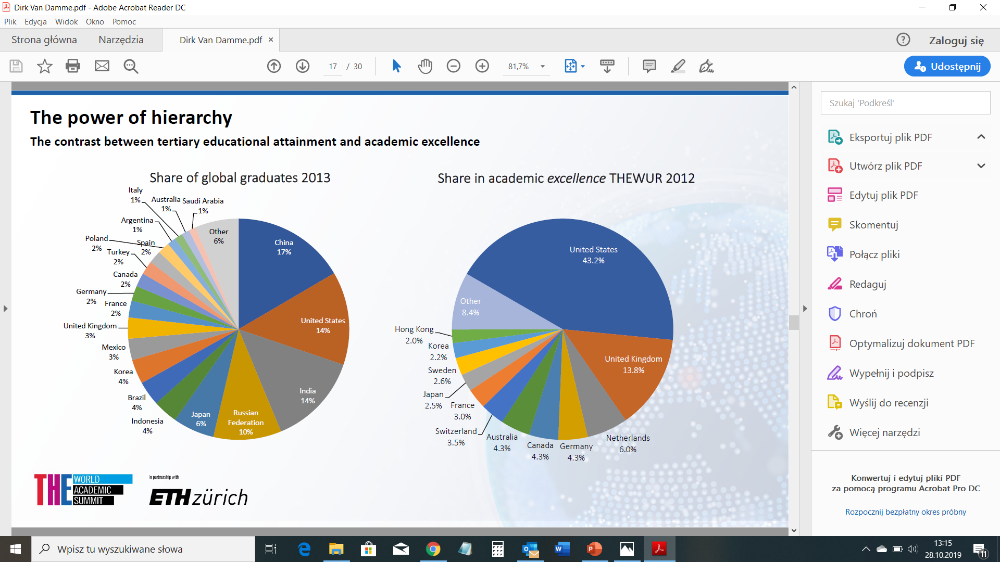 Dirk Van Damme.pdf - Adobe Acrobat Reader DC
Plik Edycja Widok Okno Pomoc
Strona główna Narzędzia Dirk Van Damme.pdf × ? Zaloguj się
17 / 30 81,7% Udostępnij
The power of hierarchy
The contrast between tertiary educational attainment and academic excellence
Share of global graduates 2013
Italy
1%
Australia
1%
Saudi Arabia
1%
Argentina
1%
Other
6%
China
17%
Poland
2%
Spain
2%
Turkey
2%
Canada
2%
Germany
2%
France
2%
United States
14%
United Kingdom
3%
Mexico
3%
Korea
4%
India
14%
Brazil
4%
Indonesia
4%
Japan
6%
Russian
Federation
10%
Share in academic excellence THEWUR 2012
United States
43.2%
Other
8.4%
Hong Kong
2.0%
Korea
2.2%
United Kingdom
13.8%
Sweden
2.6%
Japan
2.5%
France
3.0%
Switzerland
3.5%
Australia
4.3%
Canada
4.3%
Germany
4.3%
Netherlands
6.0%
THE WORLD
ACADEMIC
SUMMIT
In partnership with
ETH zürich
Szukaj 'Podkreśl'
Eksportuj plik PDF
Utwórz plik PDF
Edytuj plik PDF
Skomentuj
Połącz pliki
Redaguj
Chroń
Optymalizuj dokument PDF
Wypełnij i podpisz
Wyślij do recenzji
Więcej narzędzi
Konwertuj i edytuj pliki PDF
za pomocą programu Acrobat Pro DC
Rozpocznij bezpłatny okres próbny
Wpisz tu wyszukiwane słowa
13:15
28.10.2019
11